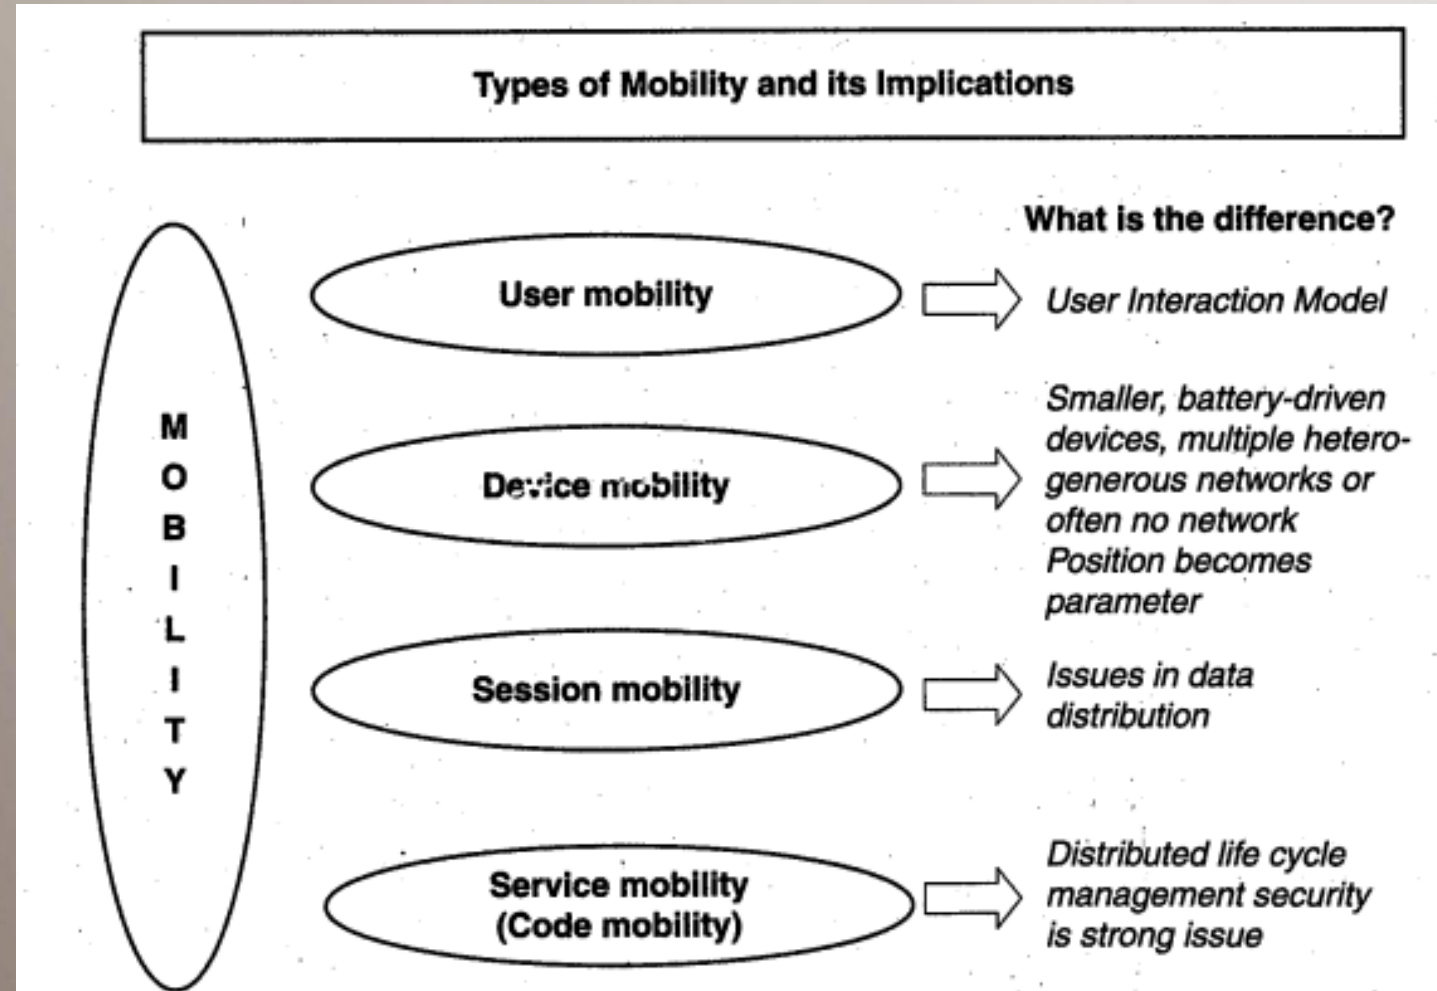 Types of Mobility and its Implications
What is the difference?
MOBILITY
User mobility
User Interaction Model
Device mobility
Smaller, battery-driven
devices, multiple hetero-
generous networks or
often no network
Position becomes
parameter
Session mobility
Issues in data
distribution
Service mobility
(Code mobility)
Distributed life cycle
management security
is strong issue